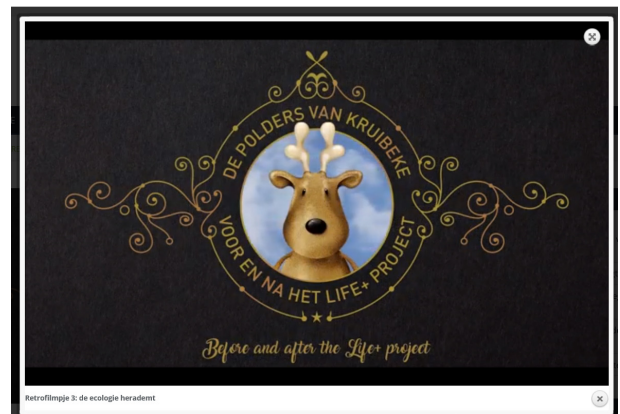 DE POLDERS VAN KRUIBEKE
VOOR EN NA HET LIFE+ PROJECT
Before and after the Life+ project
Retrofilmpje 3: de ecologie herademt